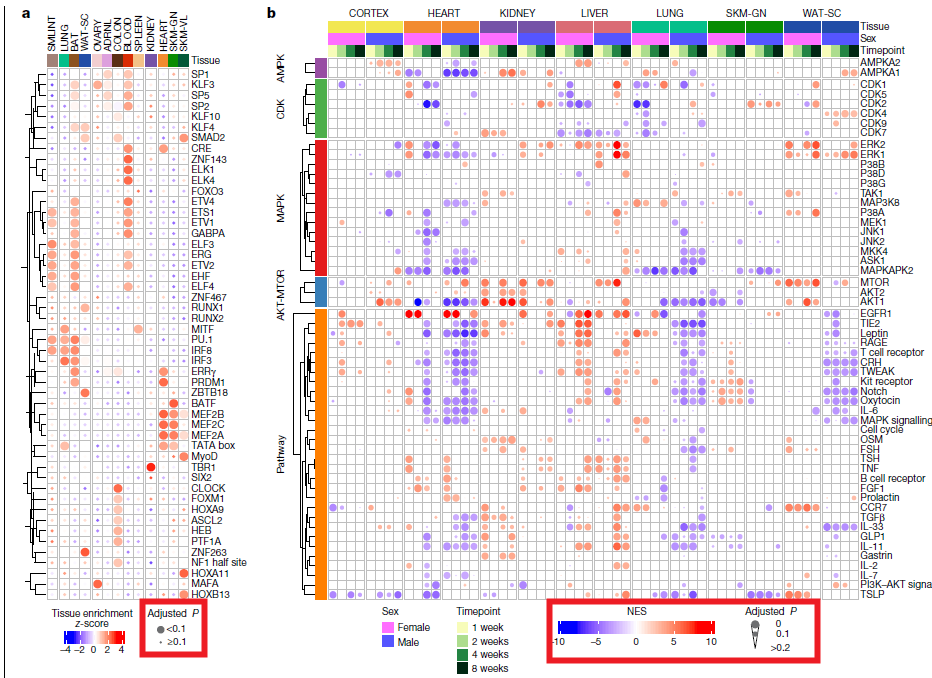 a
SMLINT
LUNG
BAT
WAT-SC
OVARY
ADRNL
COLON
BLOOD
SPLEEN
KIDNEY
HEART
SKM-GN
SKM-VL
Tissue
SP1
KLF3
SP5
SP2
KLF10
KLF4
SMAD2
CRE
ZNF143
ELK1
ELK4
FOXO3
ETV4
ETS1
ETV1
GABPA
ELF3
ERG
ETV2
EHF
ELF4
ZNF467
RUNX1
RUNX2
MITF
PU.1
IRF8
IRF3
ERRγ
PRDM1
ZBTB18
BATF
MEF2B
MEF2C
MEF2A
TATA box
MyoD
TBR1
SIX2
CLOCK
FOXM1
HOXA9
ASCL2
HEB
PTF1A
ZNF263
NF1 half site
HOXA11
MAFA
HOXB13
Tissue enrichment
z-score
−4 −2 0 2 4
Adjusted P
<0.1
≥0.1
b
CORTEX HEART KIDNEY LIVER LUNG SKM-GN WAT-SC
Tissue
Sex
Timepoint
AMPK
AMPKA2
AMPKA1
CDK
CDK1
CDK5
CDK2
CDK4
CDK9
CDK7
MAPK
ERK2
ERK1
P38B
P38D
P38G
TAK1
MAP3K8
P38A
MEK1
JNK1
JNK2
MKK4
ASK1
MAPKAPK2
AKT-MTOR
MTOR
AKT2
AKT1
Pathway
EGFR1
TIE2
Leptin
RAGE
T cell receptor
CRH
TWEAK
Kit receptor
Notch
Oxytocin
IL-6
MAPK signalling
Cell cycle
OSM
FSH
TSH
TNF
B cell receptor
FGF1
Prolactin
CCR7
TGFβ
IL-33
GLP1
IL-11
Gastrin
IL-2
IL-7
PI3K–AKT signa
TSLP
Sex
Female
Male
Timepoint
1 week
2 weeks
4 weeks
8 weeks
NES
-10 −5 0 5 10
Adjusted P
0
0.1
>0.2